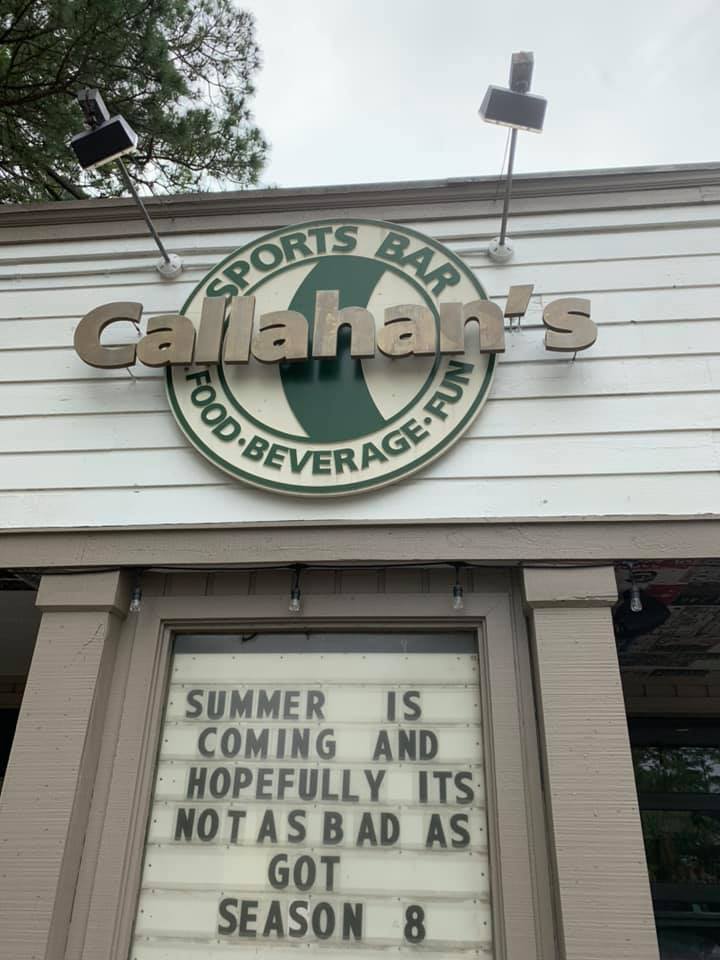 SPORTS BAR
Callahan's
FOOD·BEVERAGE·FUN
SUMMER IS
COMING AND
HOPEFULLY ITS
NOT AS BAD AS
GOT
SEASON 8